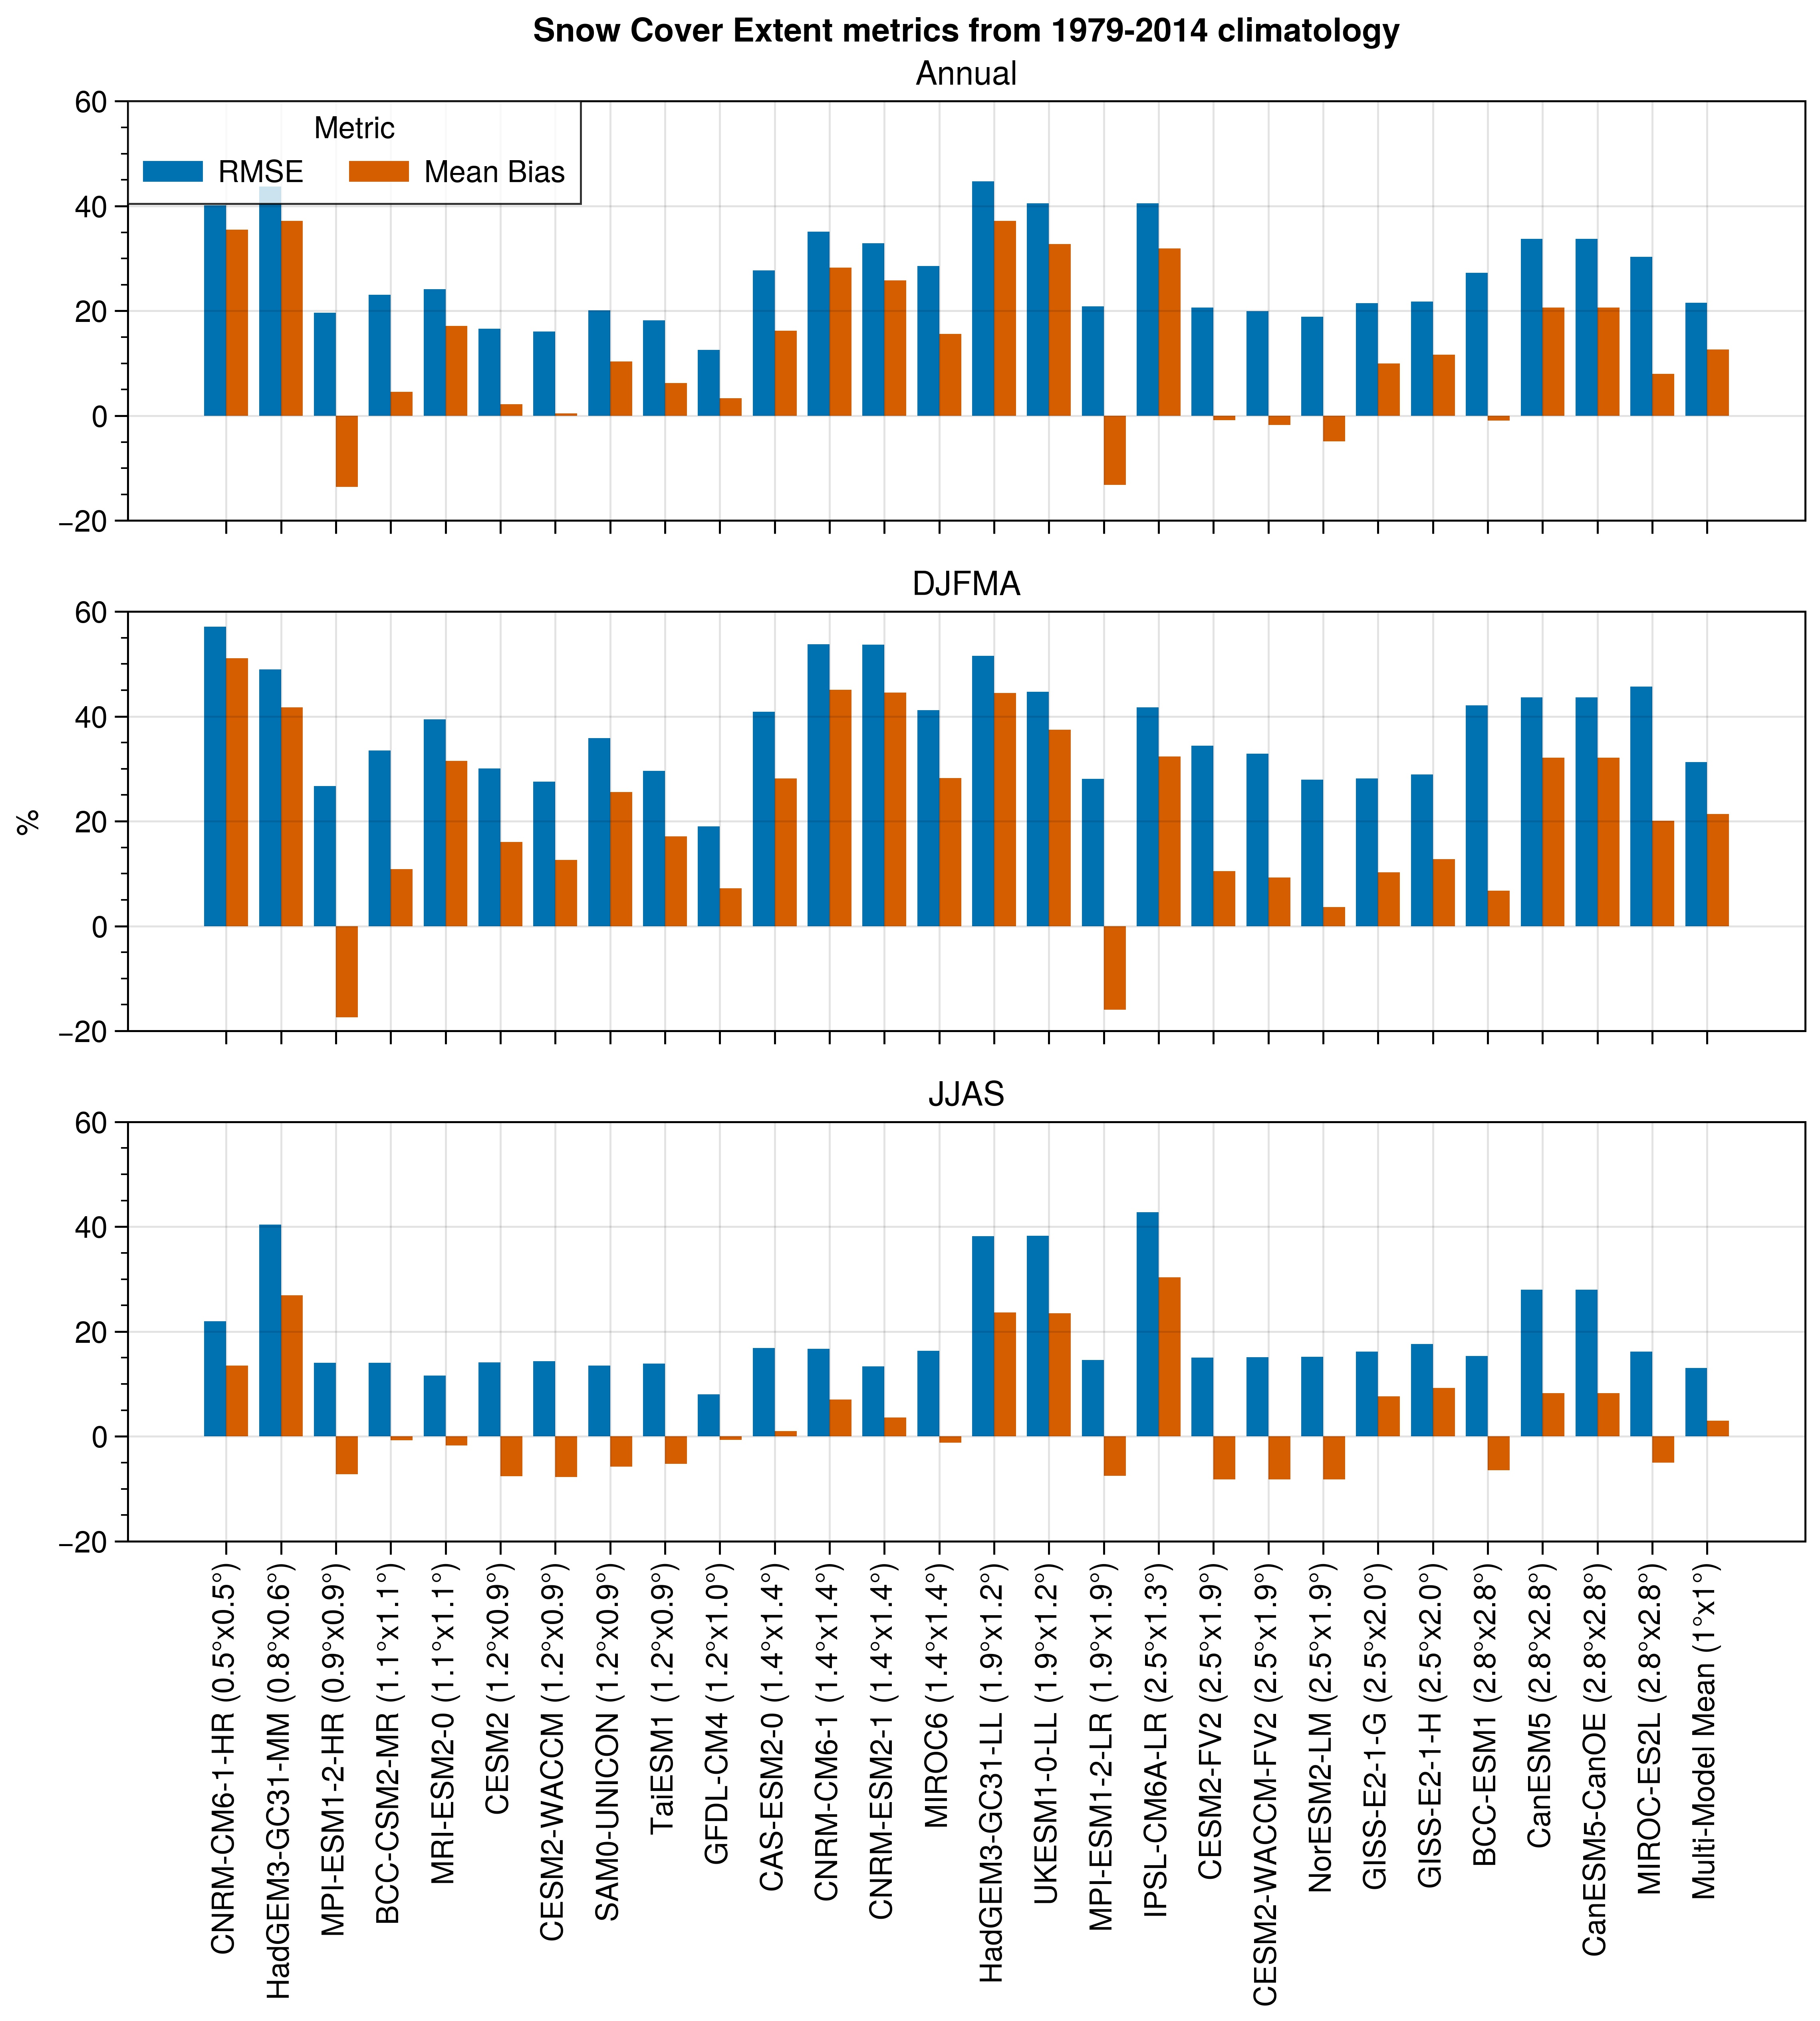 Snow Cover Extent metrics from 1979-2014 climatology
Annual
60
40
20
0
−20
Metric
RMSE Mean Bias
DJFMA
60
40
20
0
−20
%
JJAS
60
40
20
0
−20
CNRM-CM6-1-HR (0.5°x0.5°)
HadGEM3-GC31-MM (0.8°x0.6°)
MPI-ESM1-2-HR (0.9°x0.9°)
BCC-CSM2-MR (1.1°x1.1°)
MRI-ESM2-0 (1.1°x1.1°)
CESM2 (1.2°x0.9°)
CESM2-WACCM (1.2°x0.9°)
SAM0-UNICON (1.2°x0.9°)
TaiESM1 (1.2°x0.9°)
GFDL-CM4 (1.2°x1.0°)
CAS-ESM2-0 (1.4°x1.4°)
CNRM-CM6-1 (1.4°x1.4°)
CNRM-ESM2-1 (1.4°x1.4°)
MIROC6 (1.4°x1.4°)
HadGEM3-GC31-LL (1.9°x1.2°)
UKESM1-0-LL (1.9°x1.2°)
MPI-ESM1-2-LR (1.9°x1.9°)
IPSL-CM6A-LR (2.5°x1.3°)
CESM2-FV2 (2.5°x1.9°)
CESM2-WACCM-FV2 (2.5°x1.9°)
NorESM2-LM (2.5°x1.9°)
GISS-E2-1-G (2.5°x2.0°)
GISS-E2-1-H (2.5°x2.0°)
BCC-ESM1 (2.8°x2.8°)
CanESM5 (2.8°x2.8°)
CanESM5-CanOE (2.8°x2.8°)
MIROC-ES2L (2.8°x2.8°)
Multi-Model Mean (1°x1°)